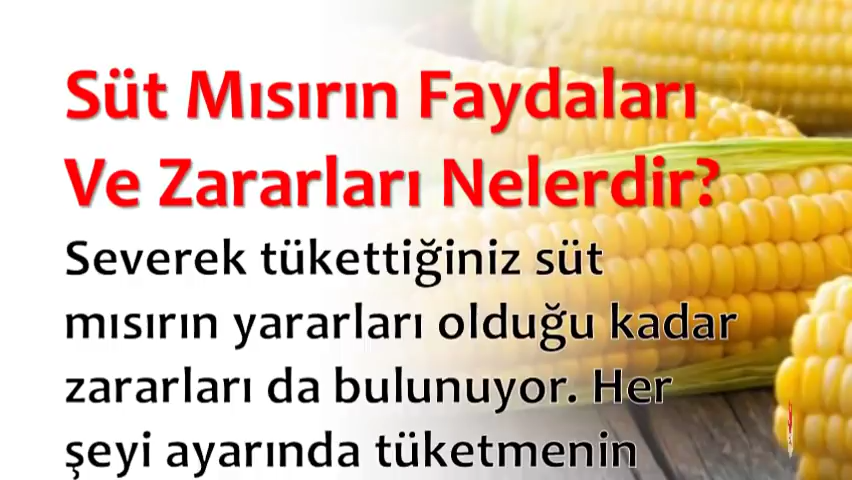 Süt Mısırın Faydaları
Ve Zararları Nelerdir?
Severek tükettiğiniz süt
mısırın yararları olduğu kadar
zararları da bulunuyor. Her
şeyi ayarında tüketmenin